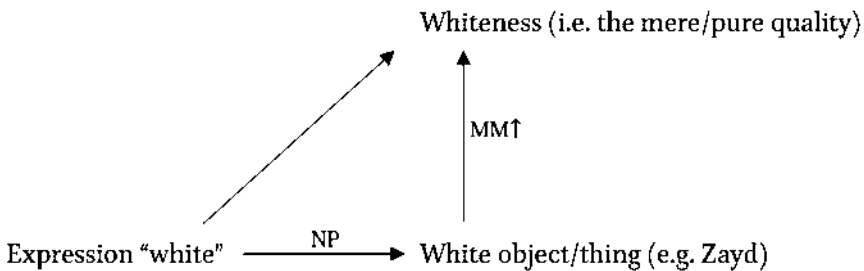 Whiteness (i.e. the mere/pure quality)
MM↑
NP
Expression “white”
White object/thing (e.g. Zayd)